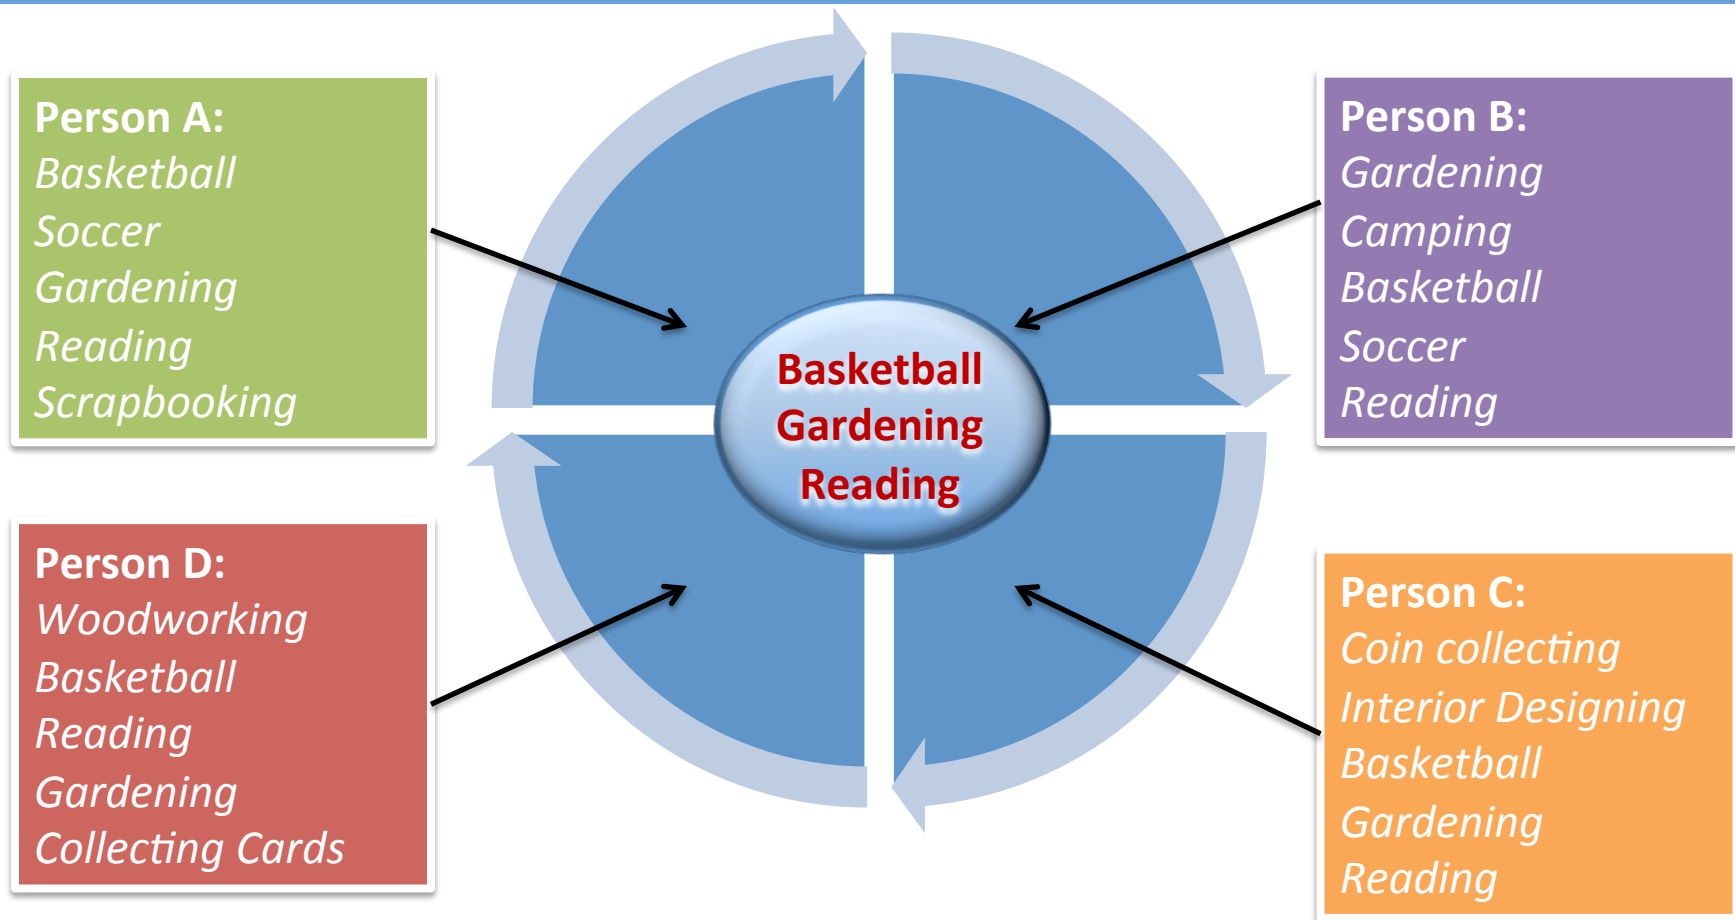 Person A:
Basketball
Soccer
Gardening
Reading
Scrapbooking
Person B:
Gardening
Camping
Basketball
Soccer
Reading
Basketball
Gardening
Reading
Person D:
Woodworking
Basketball
Reading
Gardening
Collecting Cards
Person C:
Coin collecting
Interior Designing
Basketball
Gardening
Reading